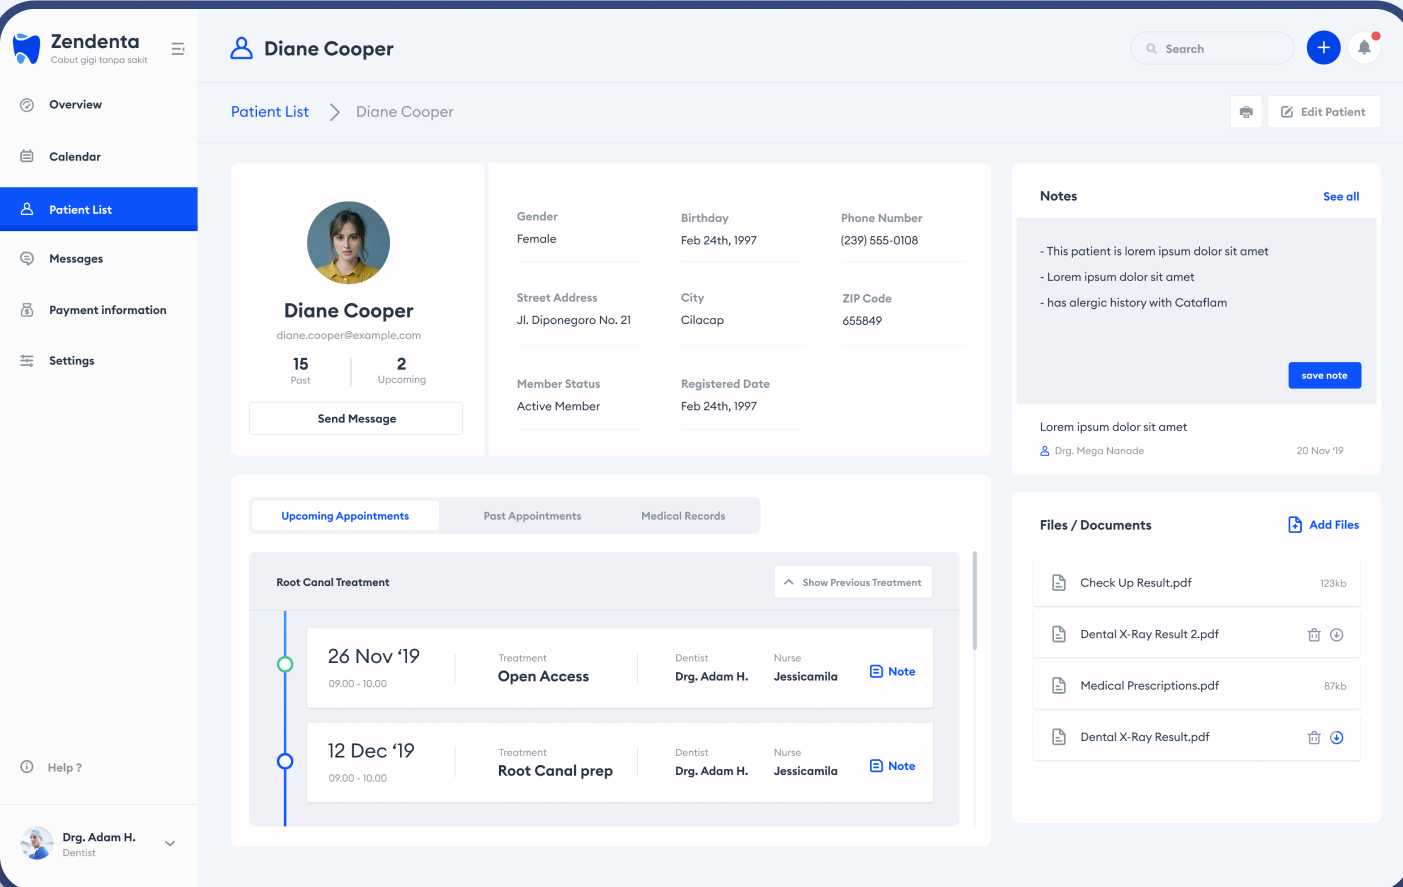 Zendenta
Cabut gigi tanpa sakit
Overview
Calendar
Patient List
Messages
Payment information
Settings
Help ?
Drg. Adam H.
Dentist
Diane Cooper
Search
Patient List
Diane Cooper
Edit Patient
Diane Cooper
diane.cooper@example.com
15
Past
2
Upcoming
Send Message
Gender
Female
Birthday
Feb 24th, 1997
Phone Number
(239) 555-0108
Street Address
Jl. Diponegoro No. 21
City
Cilacap
ZIP Code
655849
Member Status
Active Member
Registered Date
Feb 24th, 1997
Upcoming Appointments
Past Appointments
Medical Records
Root Canal Treatment
Show Previous Treatment
26 Nov ‘19
09.00 - 10.00
Treatment
Open Access
Dentist
Drg. Adam H.
Nurse
Jessicamila
Note
12 Dec ‘19
09.00 - 10.00
Treatment
Root Canal prep
Dentist
Drg. Adam H.
Nurse
Jessicamila
Note
Notes
See all
- This patient is lorem ipsum dolor sit amet
- Lorem ipsum dolor sit amet
- has alergic history with Cataflam
save note
Lorem ipsum dolor sit amet
Drg. Mega Nanade
20 Nov ‘19
Files / Documents
Add Files
Check Up Result.pdf
123kb
Dental X-Ray Result 2.pdf
Medical Prescriptions.pdf
87kb
Dental X-Ray Result.pdf